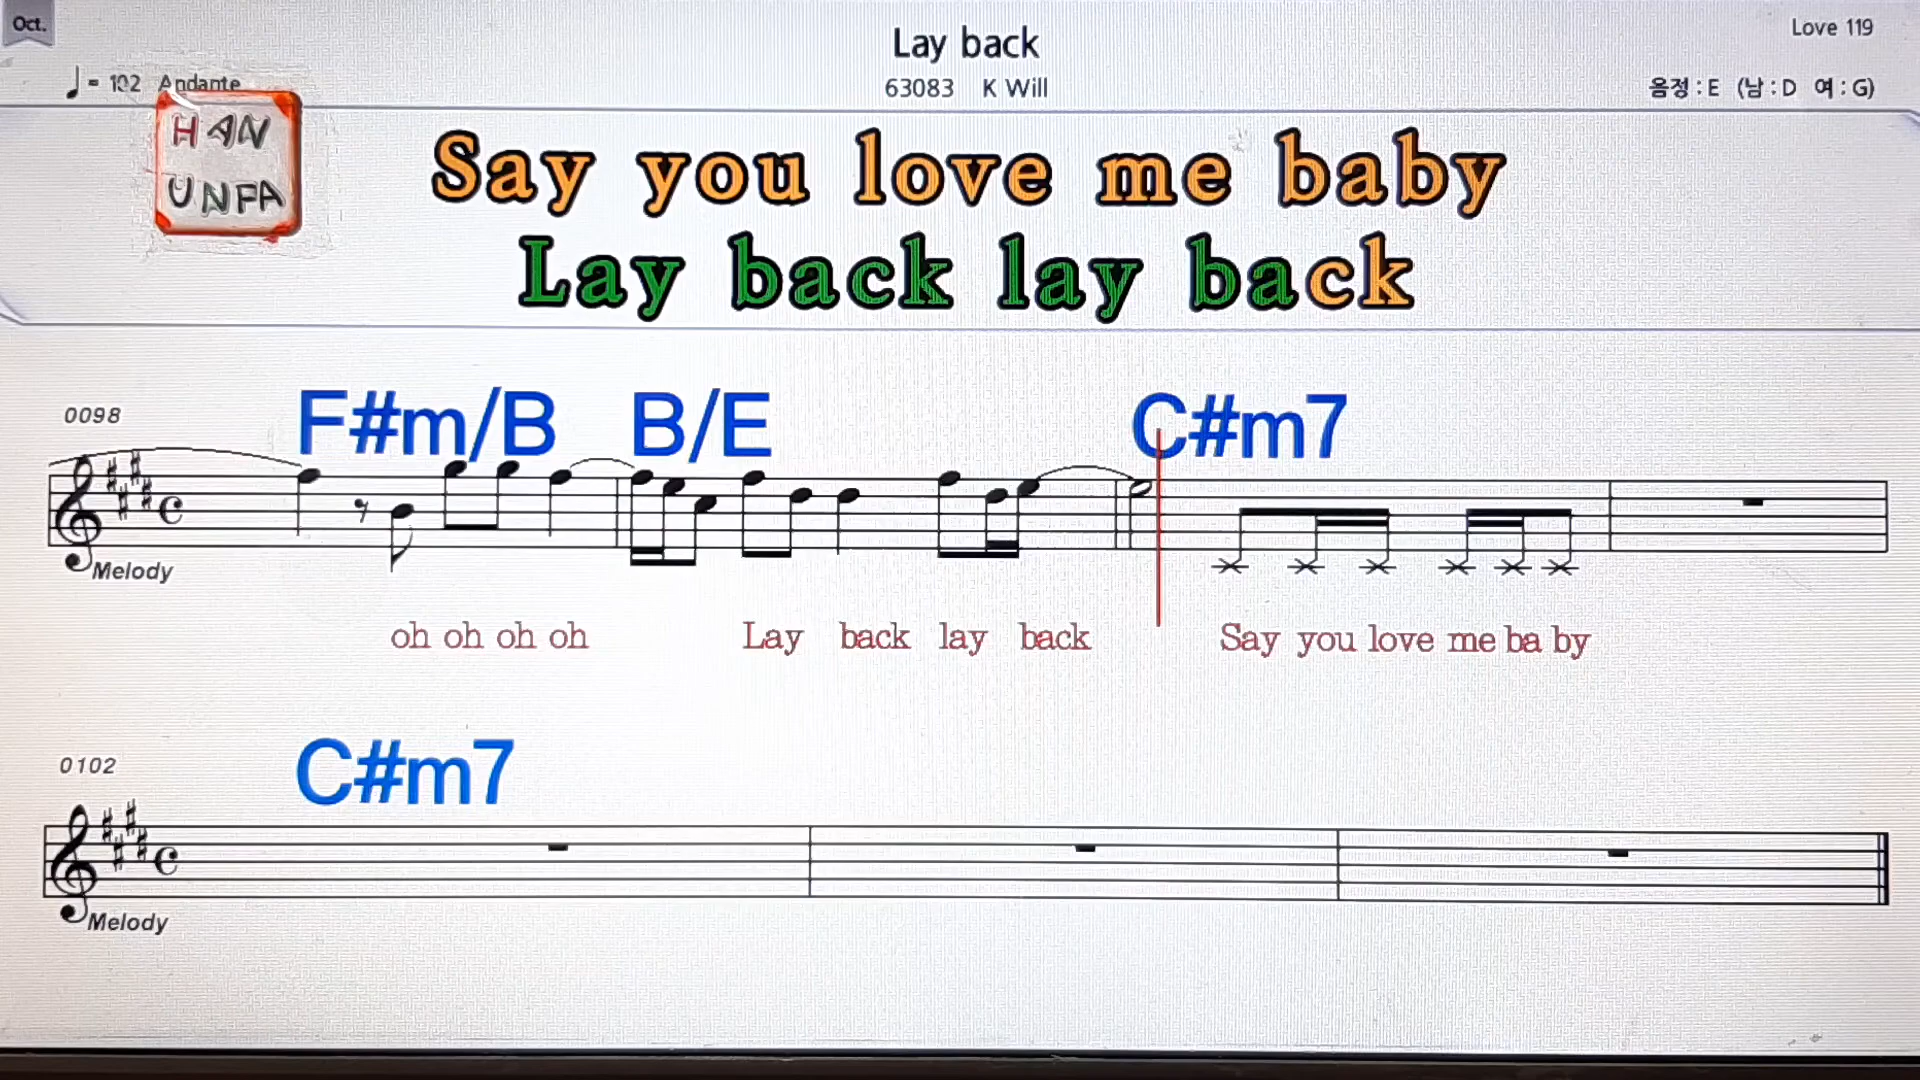 Oct.
Lay back
Love 119
= 102 Andante
63083 K Will
음정 : E (남 : D 여 : G)
HAN
UNFA
Say you love me baby
Lay back lay back
0098
F#m/B B/E C#m7
Melody
oh oh oh oh Lay back lay back Say you love me ba by
0102
C#m7
Melody